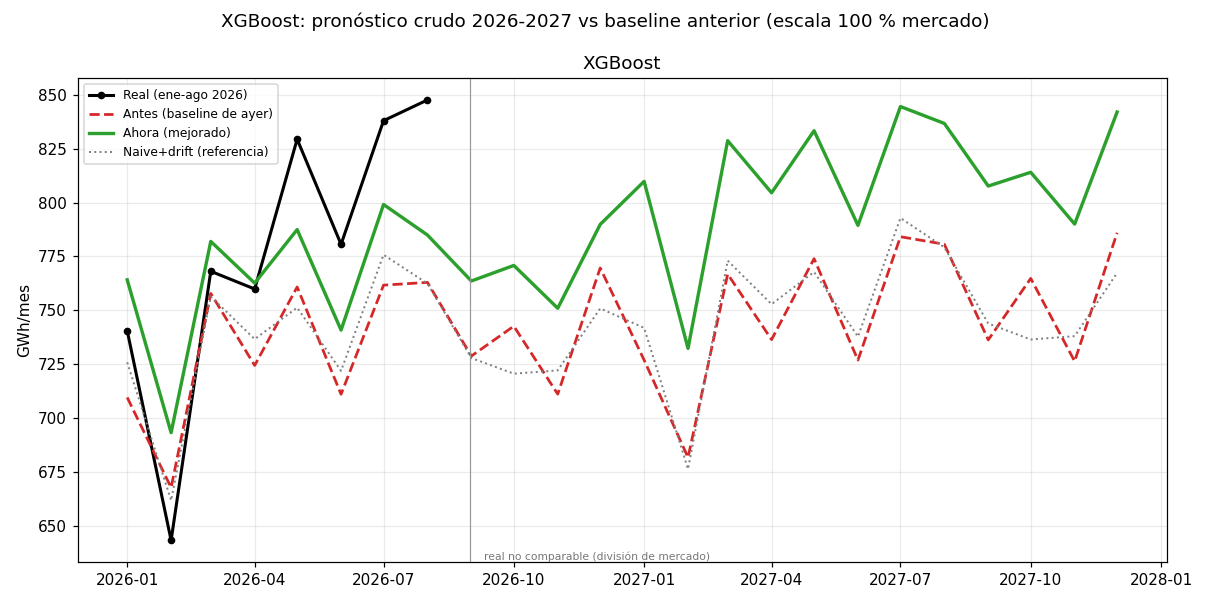 XGBoost: pronóstico crudo 2026-2027 vs baseline anterior (escala 100 % mercado)
XGBoost
Real (ene-ago 2026)
Antes (baseline de ayer)
Ahora (mejorado)
Naive+drift (referencia)
GWh/mes
850
825
800
775
750
725
700
675
650
real no comparable (división de mercado)
2026-01
2026-04
2026-07
2026-10
2027-01
2027-04
2027-07
2027-10
2028-01